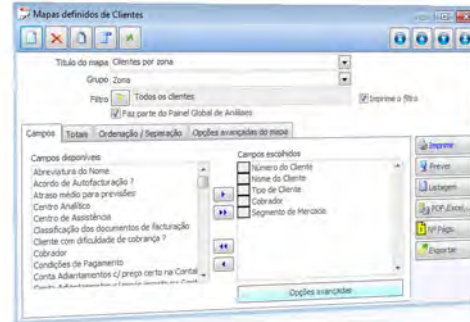 Mapas definidos de Clientes
Título do mapa Clientes por zona
Grupo Zona
Filtro Todos os clientes
Imprime o filtro
Faz parte do Painel Global de Análises
Campos Totais Ordenação / Separação Opções avançadas do mapa
Campos disponíveis
Abreviatura do Nome
Acordo de Autofacturação ?
Atraso médio para previsões
Centro Analítico
Centro de Assistência
Classificação dos documentos de facturação
Cliente com dificuldade de cobrança ?
Cobrador
Condições de Pagamento
Conta Adiantamentos c/ preço certo na Contal
Campos escolhidos
Número do Cliente
Nome do Cliente
Tipo de Cliente
Cobrador
Segmento de Mercado
Opções avançadas
Imprimir
Prever
Listagem
PDF,Excel,..
Nº Págs.
Exportar